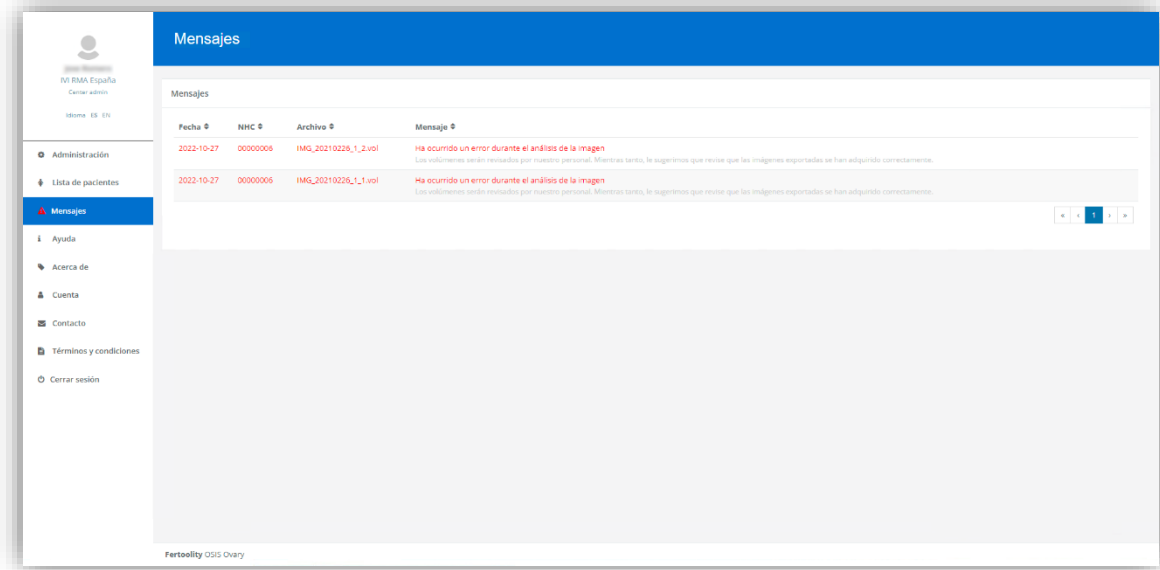 Mensajes
IVI RMA España
Center admin
Idioma ES EN
Administración
Lista de pacientes
Mensajes
Ayuda
Acerca de
Cuenta
Contacto
Términos y condiciones
Cerrar sesión
Mensajes
Fecha NHC Archivo Mensaje
2022-10-27 00000006 IMG_20210226_1_2.vol Ha ocurrido un error durante el análisis de la imagen
Los volúmenes serán revisados por nuestro personal. Mientras tanto, le sugerimos que revise que las imágenes exportadas se han adquirido correctamente.
2022-10-27 00000006 IMG_20210226_1_1.vol Ha ocurrido un error durante el análisis de la imagen
Los volúmenes serán revisados por nuestro personal. Mientras tanto, le sugerimos que revise que las imágenes exportadas se han adquirido correctamente.
« ‹ 1 › »
Fertoolity OSIS Ovary